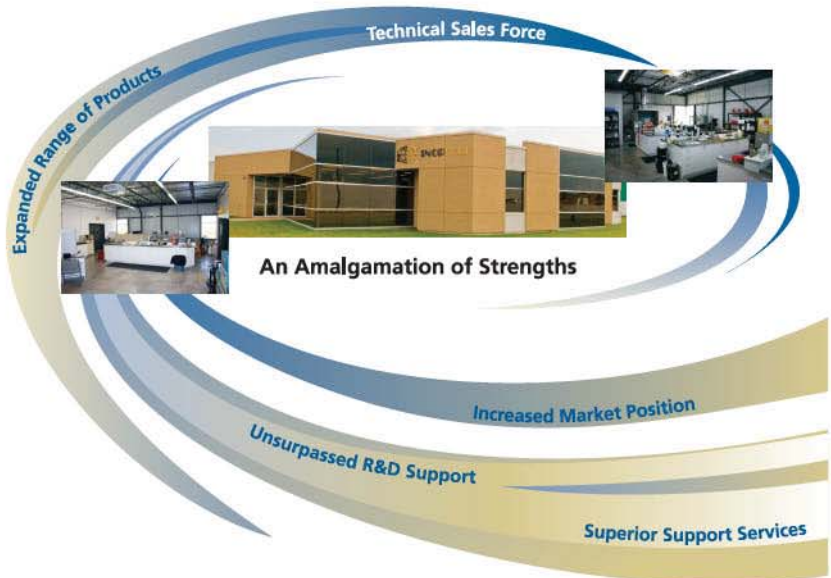 Technical Sales Force
Expanded Range of Products
An Amalgamation of Strengths
Increased Market Position
Unsurpassed R&D Support
Superior Support Services